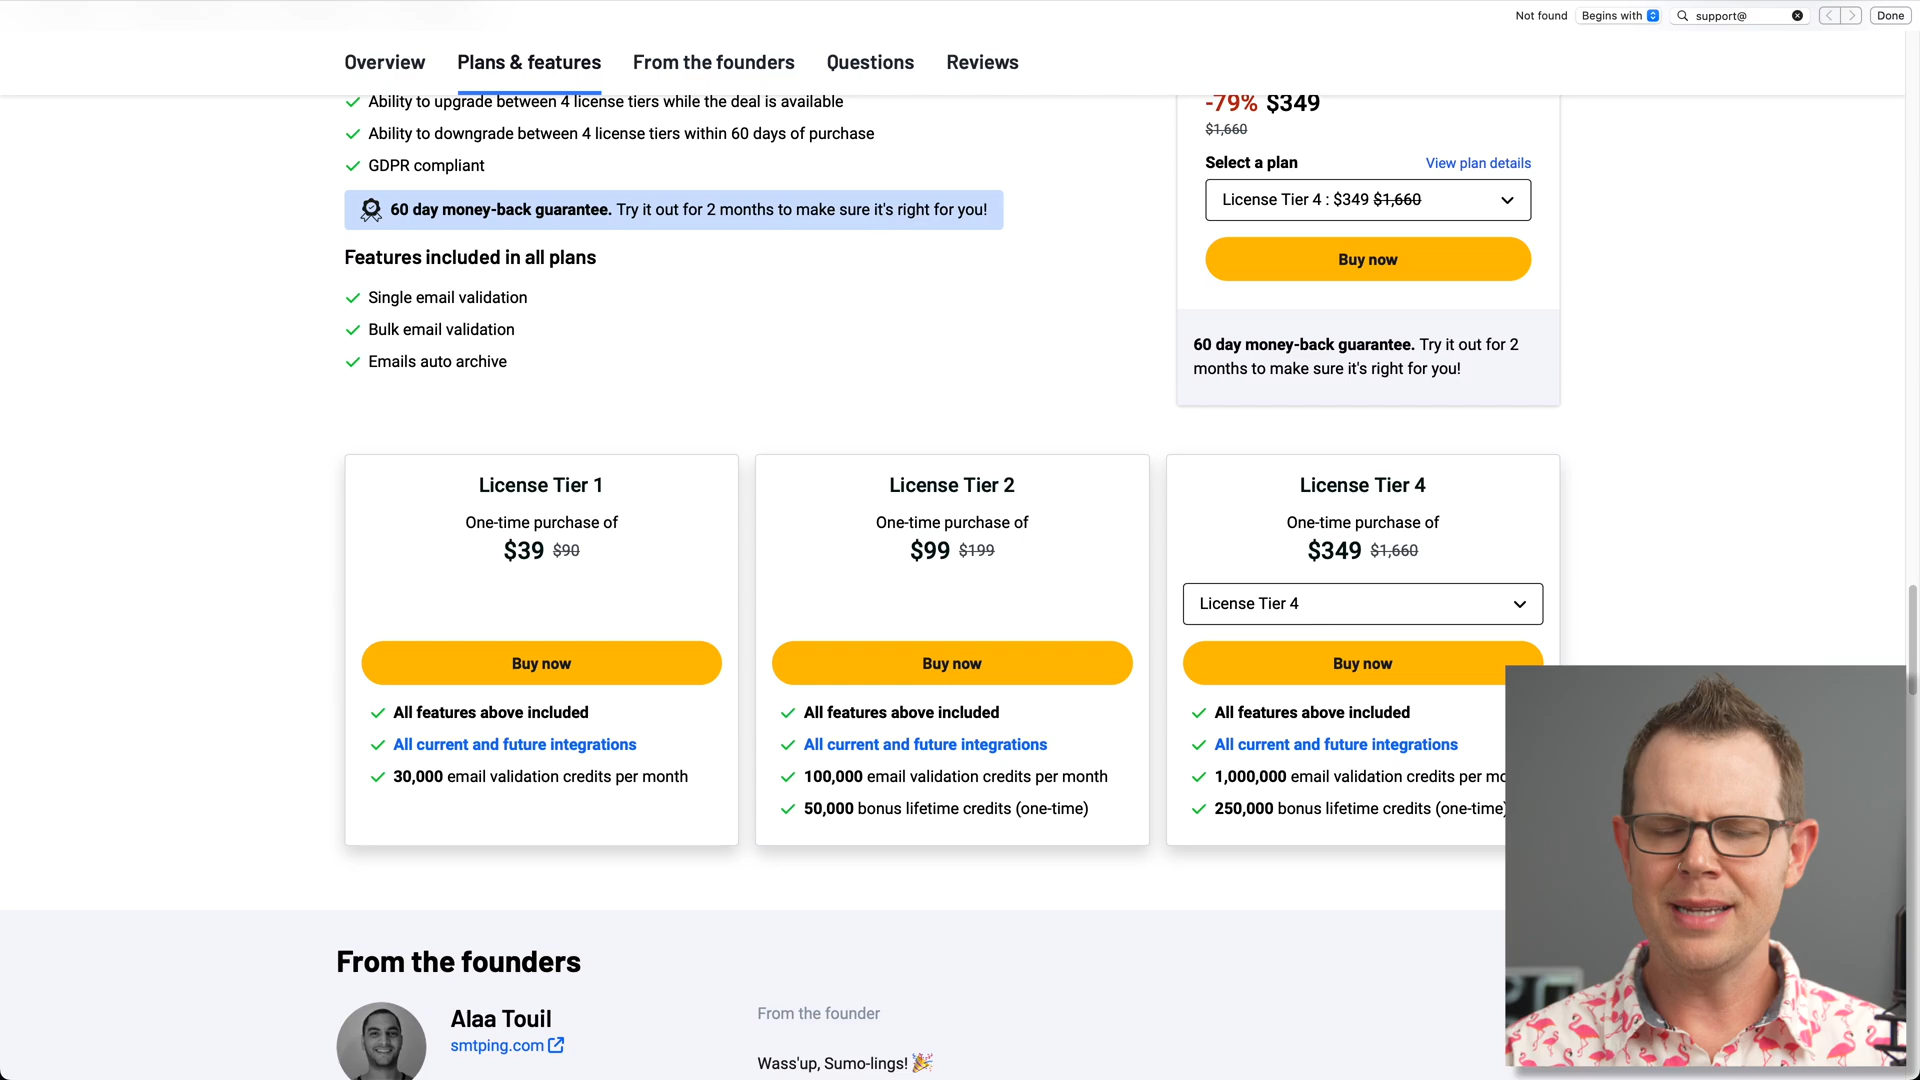 Not found Begins with support@ Done
Overview Plans & features From the founders Questions Reviews
Ability to upgrade between 4 license tiers while the deal is available
Ability to downgrade between 4 license tiers within 60 days of purchase
GDPR compliant
60 day money-back guarantee. Try it out for 2 months to make sure it's right for you!
Features included in all plans
Single email validation
Bulk email validation
Emails auto archive
-79% $349
$1,660
Select a plan View plan details
License Tier 4 : $349 $1,660
Buy now
60 day money-back guarantee. Try it out for 2
months to make sure it's right for you!
License Tier 1
One-time purchase of
$39 $90
Buy now
All features above included
All current and future integrations
30,000 email validation credits per month
License Tier 2
One-time purchase of
$99 $199
Buy now
All features above included
All current and future integrations
100,000 email validation credits per month
50,000 bonus lifetime credits (one-time)
License Tier 4
One-time purchase of
$349 $1,660
License Tier 4
Buy now
All features above included
All current and future integrations
1,000,000 email validation credits per mo
250,000 bonus lifetime credits (one-time)
From the founders
Alaa Touil
smtping.com
From the founder
Wass'up, Sumo-lings!